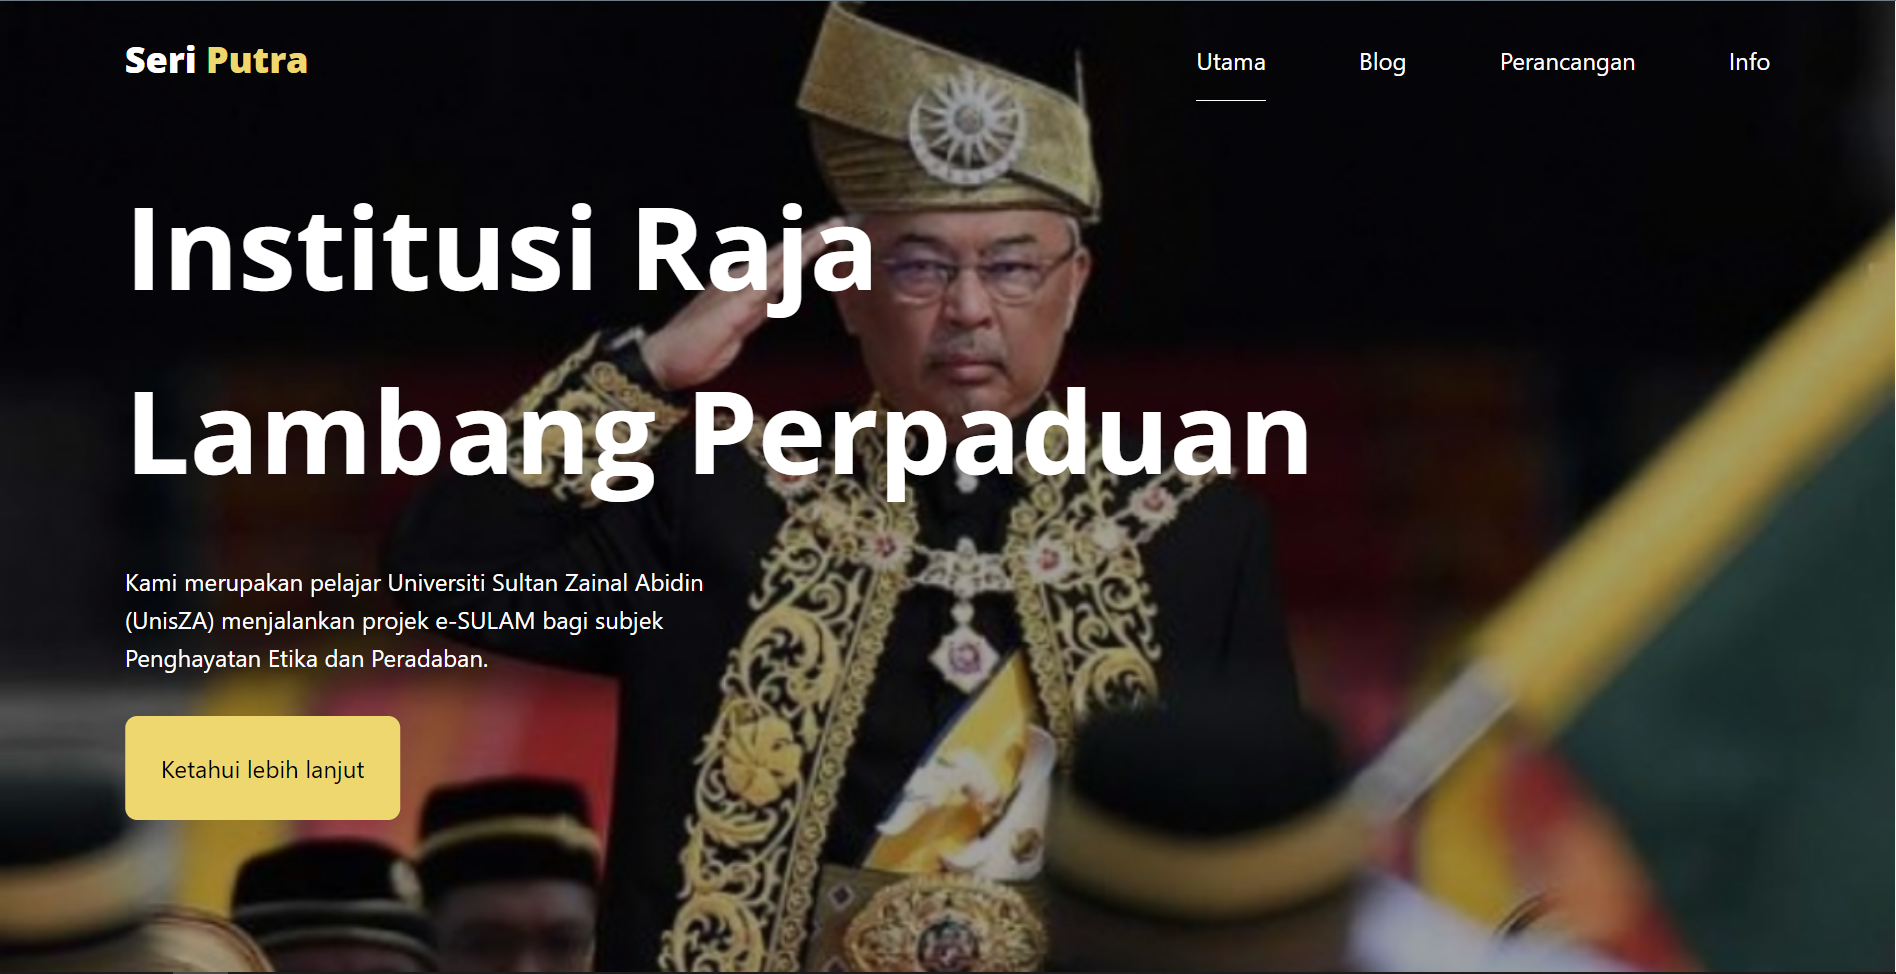 Seri Putra
Utama
Blog
Perancangan
Info
Institusi Raja
Lambang Perpaduan
Kami merupakan pelajar Universiti Sultan Zainal Abidin
(UnisZA) menjalankan projek e-SULAM bagi subjek
Penghayatan Etika dan Peradaban.
Ketahui lebih lanjut